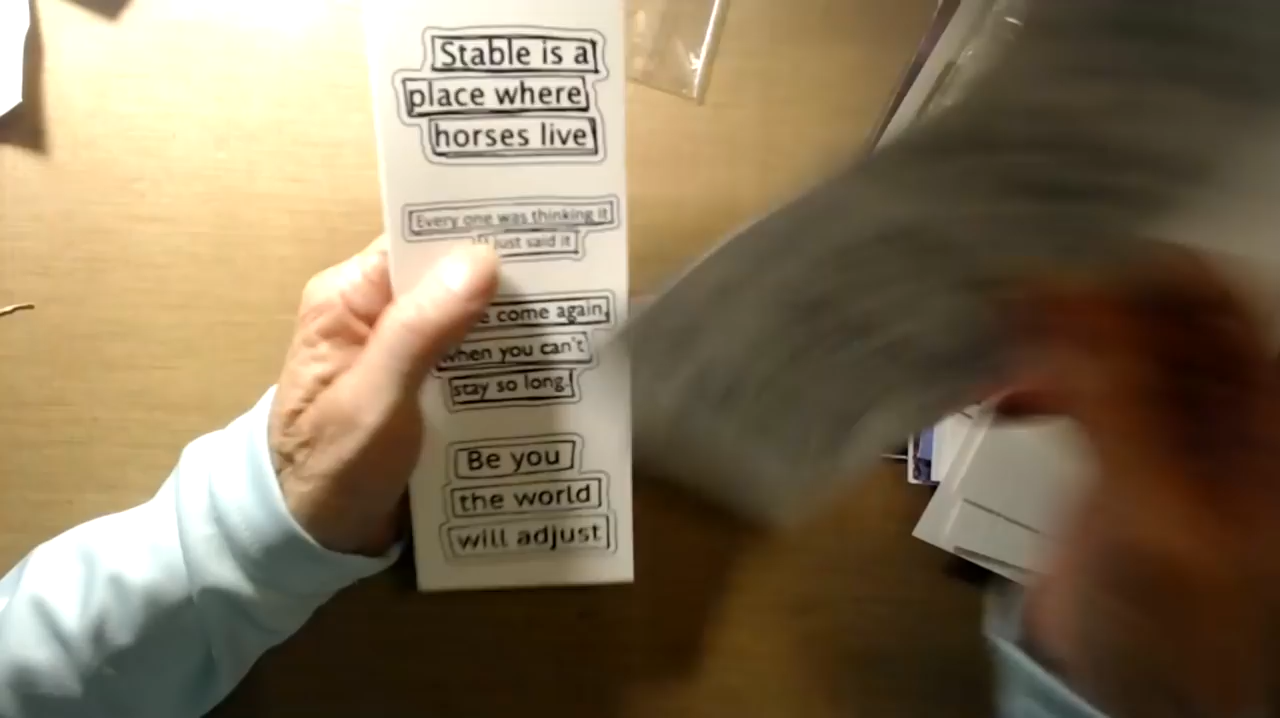 Stable is a
place where
horses live
Every one was thinking it
I just said it
come again,
when you can't
stay so long.
Be you
the world
will adjust